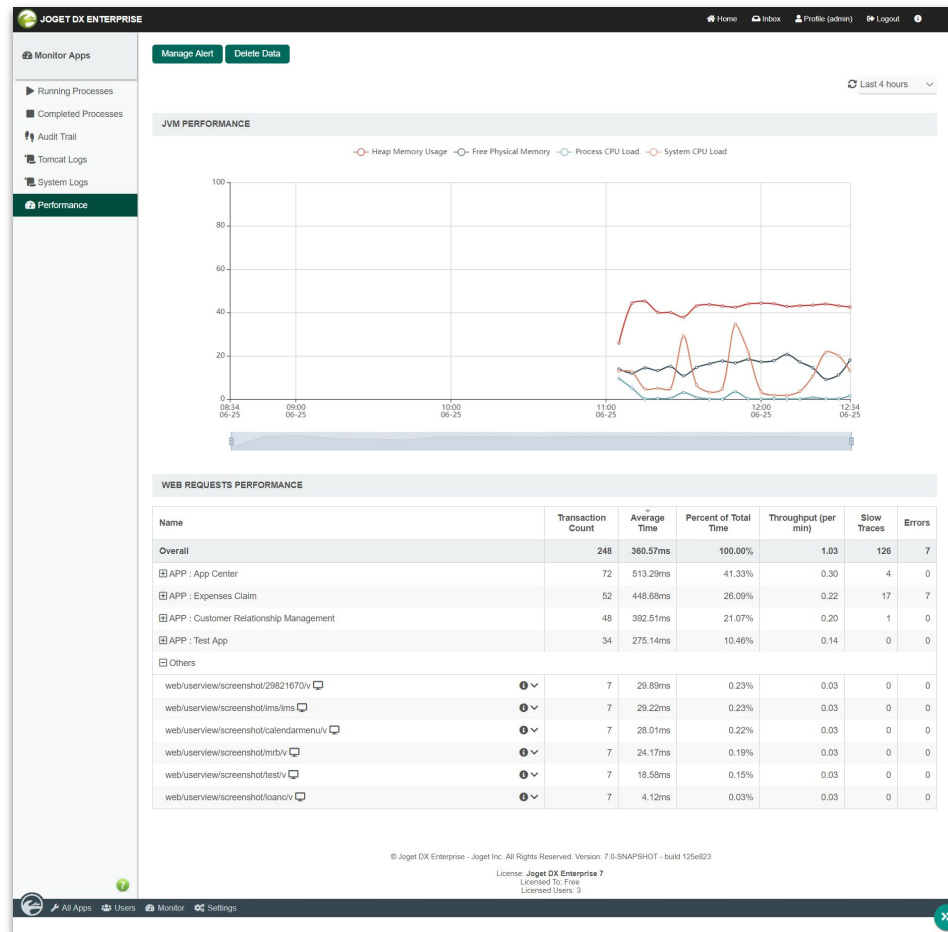 JOGET DX ENTERPRISE
Home Inbox Profile (admin) Logout
Monitor Apps
Manage Alert Delete Data
Last 4 hours
Running Processes
Completed Processes
Audit Trail
Tomcat Logs
System Logs
Performance
JVM PERFORMANCE
Heap Memory Usage Free Physical Memory Process CPU Load System CPU Load
100
80
60
40
20
0
08:34 09:00 10:00 11:00 12:00 12:34
06-25 06-25 06-25 06-25 06-25 06-25
WEB REQUESTS PERFORMANCE
Name Transaction Count Average Time Percent of Total Time Throughput (per min) Slow Traces Errors
Overall 248 360.57ms 100.00% 1.03 126 7
APP : App Center 72 513.29ms 41.33% 0.30 4 0
APP : Expenses Claim 52 448.68ms 26.09% 0.22 17 7
APP : Customer Relationship Management 48 392.51ms 21.07% 0.20 1 0
APP : Test App 34 275.14ms 10.46% 0.14 0 0
Others
web/userview/screenshot/29821670/v 7 29.89ms 0.23% 0.03 0 0
web/userview/screenshot/ims/ims 7 29.22ms 0.23% 0.03 0 0
web/userview/screenshot/calendarmenu/v 7 28.01ms 0.22% 0.03 0 0
web/userview/screenshot/mrb/v 7 24.17ms 0.19% 0.03 0 0
web/userview/screenshot/test/v 7 18.58ms 0.15% 0.03 0 0
web/userview/screenshot/loanc/v 7 4.12ms 0.03% 0.03 0 0
© Joget DX Enterprise - Joget Inc. All Rights Reserved. Version: 7.0-SNAPSHOT - build 125e823
License: Joget DX Enterprise 7
Licensed To: Free
Licensed Users: 3
All Apps Users Monitor Settings